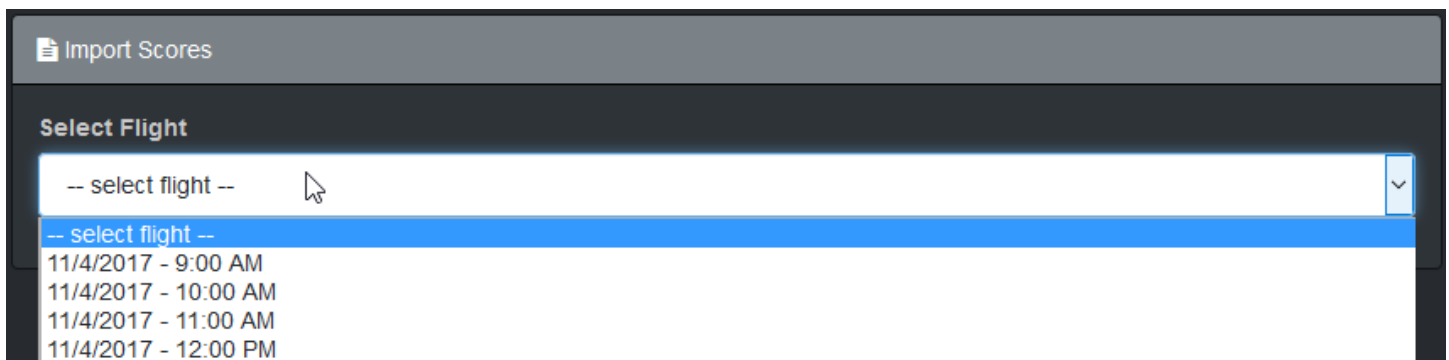 Import Scores
Select Flight
-- select flight --
-- select flight --
11/4/2017 - 9:00 AM
11/4/2017 - 10:00 AM
11/4/2017 - 11:00 AM
11/4/2017 - 12:00 PM